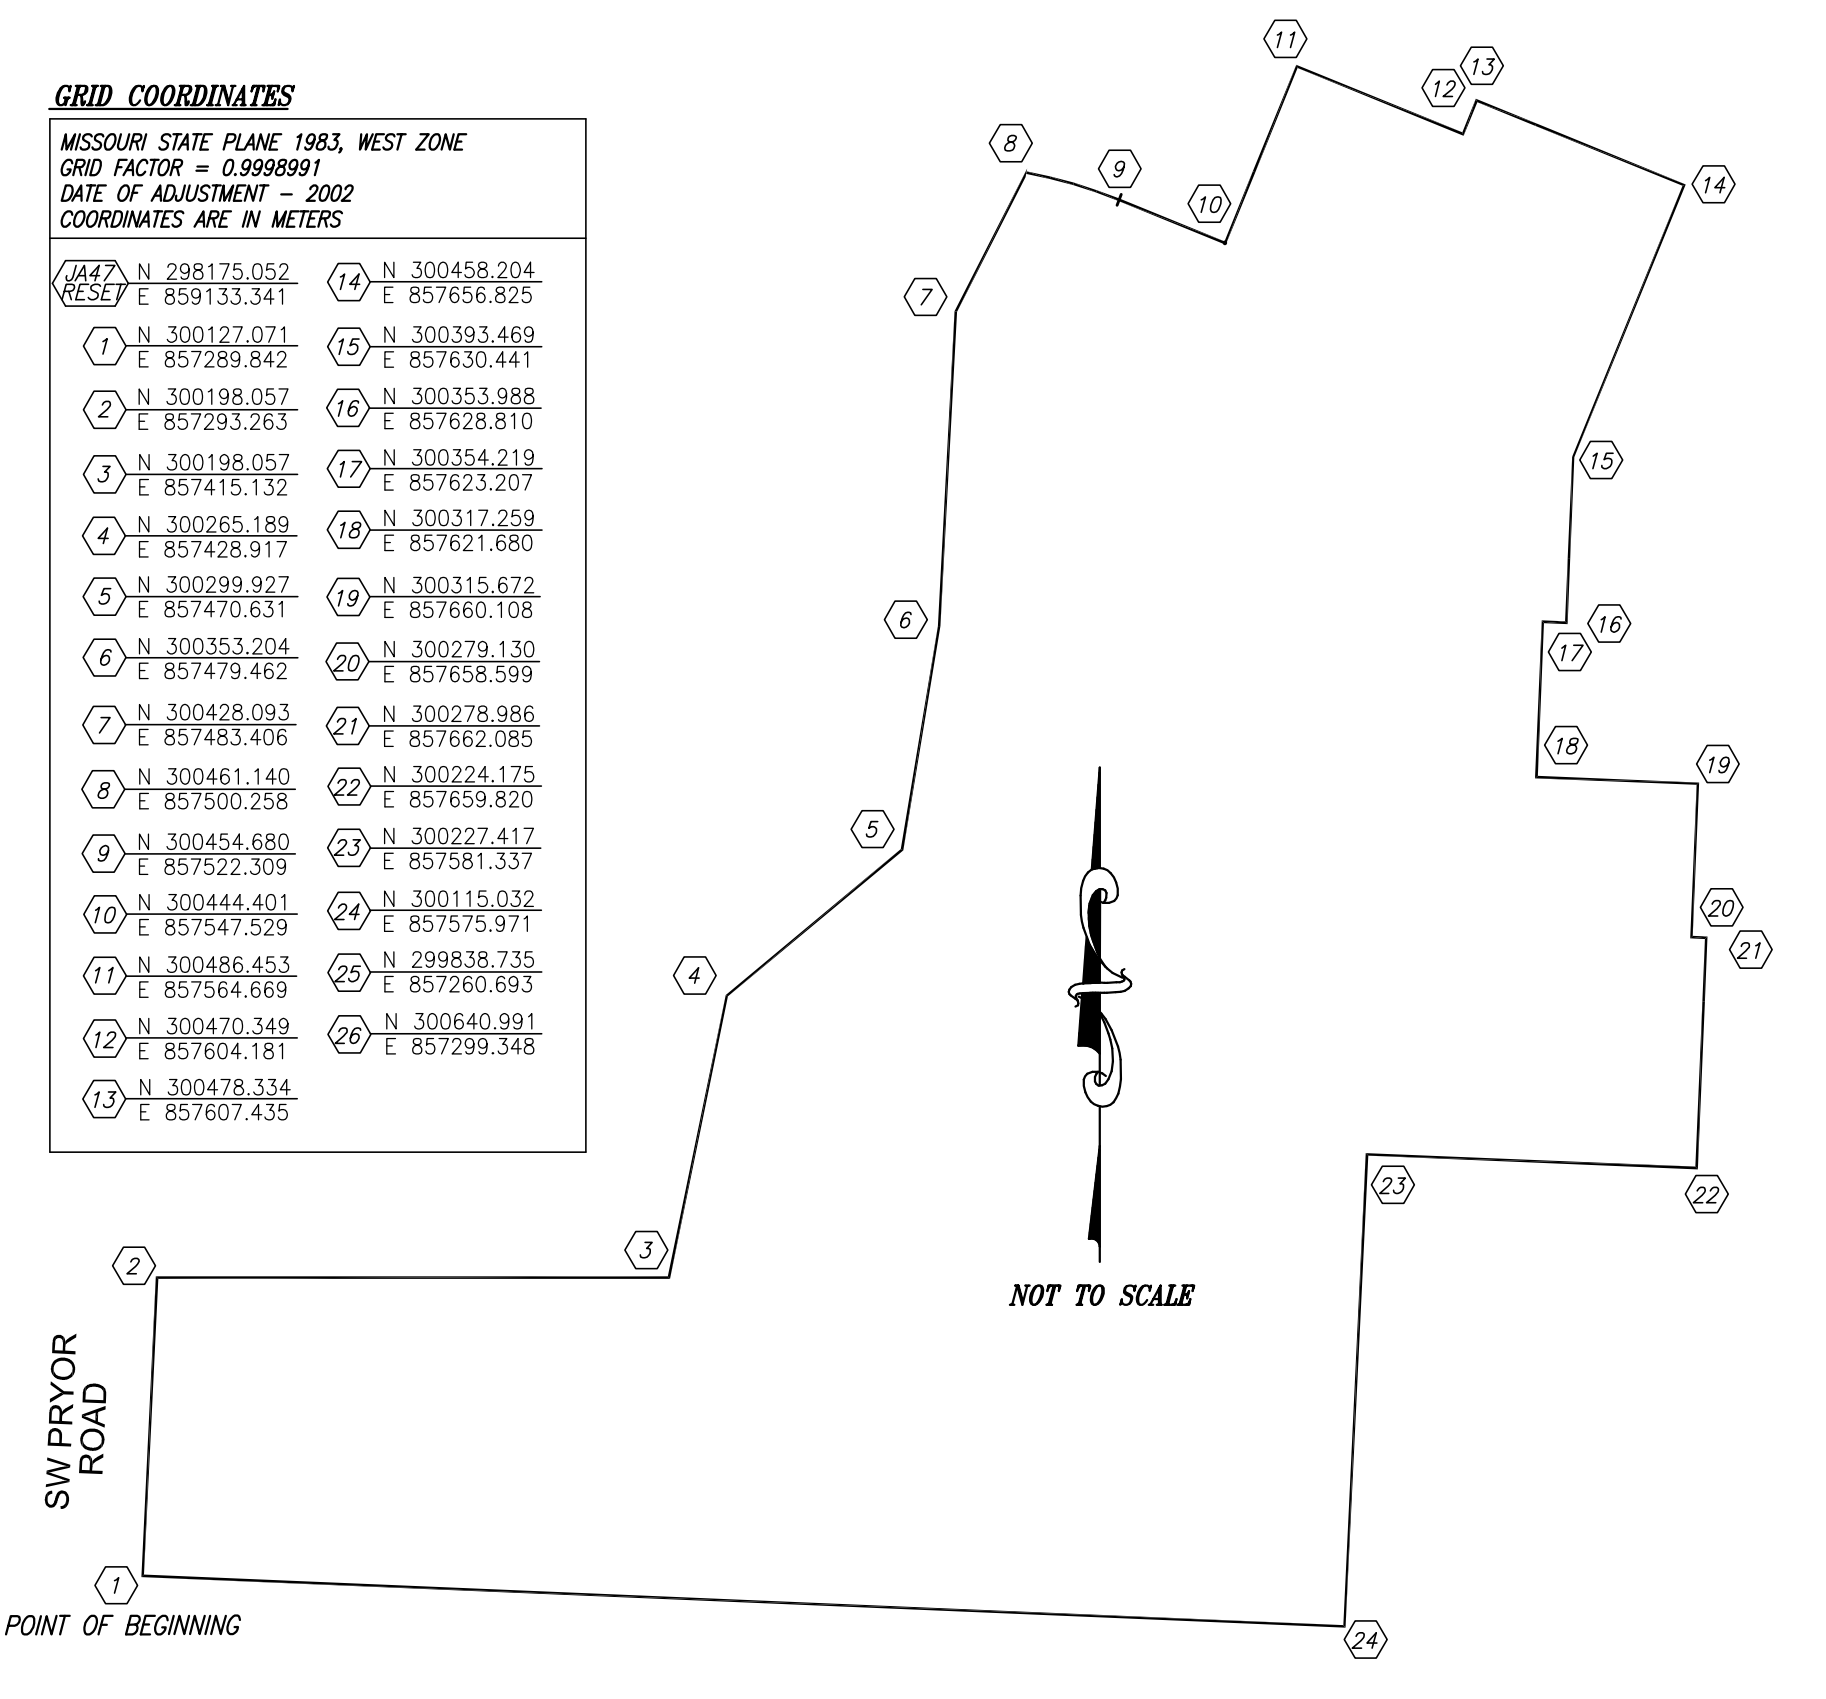 GRID COORDINATES
MISSOURI STATE PLANE 1983, WEST ZONE
GRID FACTOR = 0.9998991
DATE OF ADJUSTMENT – 2002
COORDINATES ARE IN METERS
JA47 RESET
N 298175.052
E 859133.341
1
N 300127.071
E 857289.842
2
N 300198.057
E 857293.263
3
N 300198.057
E 857415.132
4
N 300265.189
E 857428.917
5
N 300299.927
E 857470.631
6
N 300353.204
E 857479.462
7
N 300428.093
E 857483.406
8
N 300461.140
E 857500.258
9
N 300454.680
E 857522.309
10
N 300444.401
E 857547.529
11
N 300486.453
E 857564.669
12
N 300470.349
E 857604.181
13
N 300478.334
E 857607.435
14
N 300458.204
E 857656.825
15
N 300393.469
E 857630.441
16
N 300353.988
E 857628.810
17
N 300354.219
E 857623.207
18
N 300317.259
E 857621.680
19
N 300315.672
E 857660.108
20
N 300279.130
E 857658.599
21
N 300278.986
E 857662.085
22
N 300224.175
E 857659.820
23
N 300227.417
E 857581.337
24
N 300115.032
E 857575.971
25
N 299838.735
E 857260.693
26
N 300640.991
E 857299.348
11
13
12
8
9
14
10
7
15
6
16
17
18
19
5
20
21
4
23
22
3
2
NOT TO SCALE
SW PRYOR
ROAD
1
POINT OF BEGINNING
24